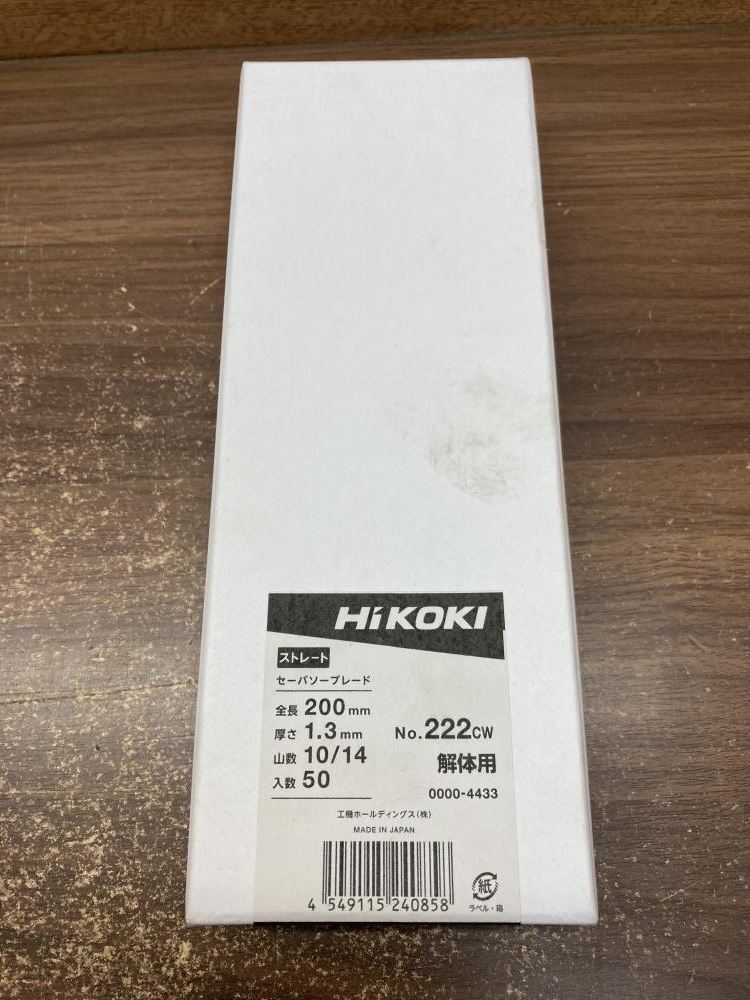 HiKOKI
ストレート
セーバソーブレード
全長 200mm
厚さ 1.3mm
山数 10/14
入数 50
No.222CW
解体用
0000-4433
工機ホールディングス(株)
MADE IN JAPAN
4 549115 240858
紙
ラベル・箱